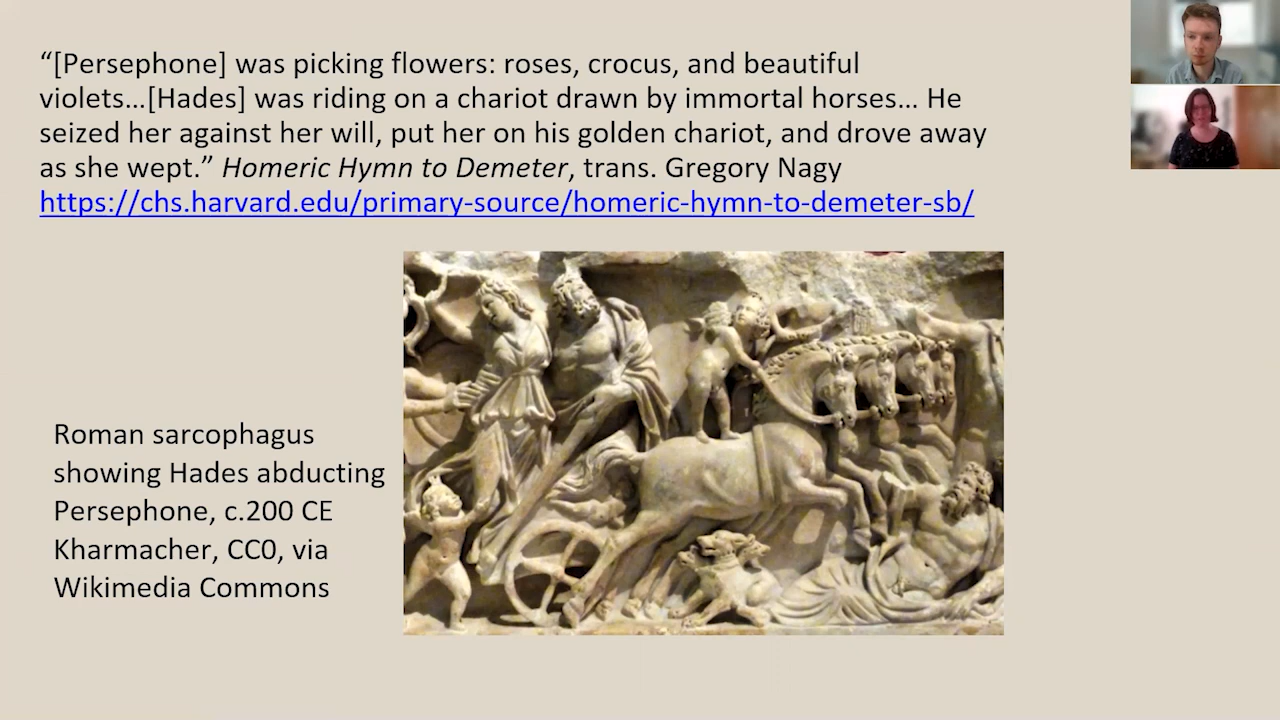 “[Persephone] was picking flowers: roses, crocus, and beautiful
violets...[Hades] was riding on a chariot drawn by immortal horses... He
seized her against her will, put her on his golden chariot, and drove away
as she wept.” Homeric Hymn to Demeter, trans. Gregory Nagy
https://chs.harvard.edu/primary-source/homeric-hymn-to-demeter-sb/
Roman sarcophagus
showing Hades abducting
Persephone, c.200 CE
Kharmacher, CC0, via
Wikimedia Commons